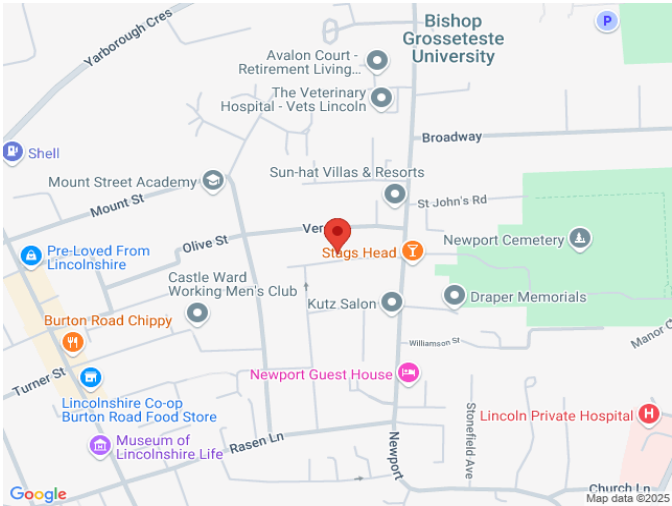 Bishop
Grosseteste
University
P
Yarborough Cres
Avalon Court -
Retirement Living...
The Veterinary
Hospital - Vets Lincoln
Broadway
Shell
Mount Street Academy
Sun-hat Villas & Resorts
Mount St
St John's Rd
Olive St
Ver
Newport Cemetery
Pre-Loved From
Lincolnshire
Stags Head
Castle Ward
Working Men's Club
Kutz Salon
Draper Memorials
Burton Road Chippy
Williamson St
Manor
Turner St
Newport Guest House
Lincolnshire Co-op
Burton Road Food Store
Stonefield Ave
Lincoln Private Hospital
H
Museum of
Lincolnshire Life
Rasen Ln
Newport
Church Ln
Google
Map data ©2025